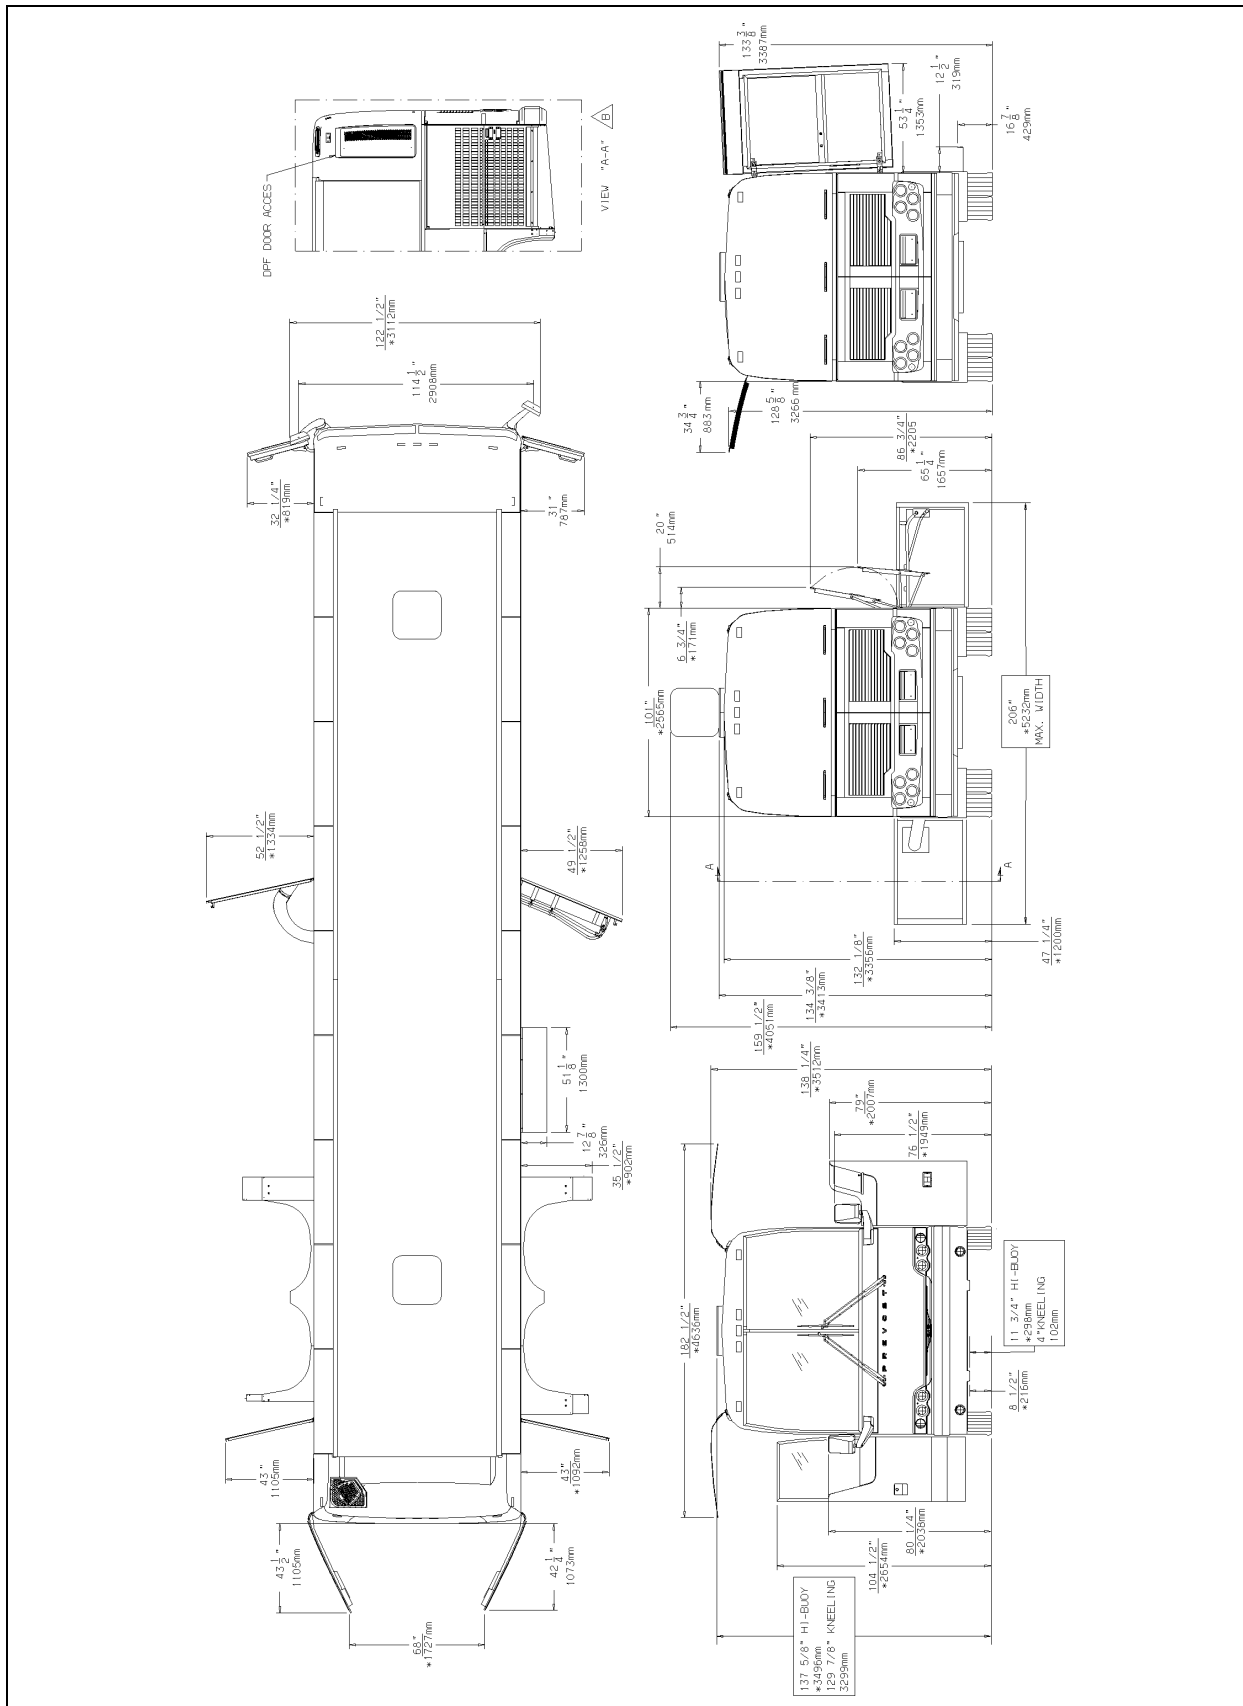 DPF DOOR ACCES
VIEW "A-A"
B
122 1/2"
*3112mm
114 1/2"
2908mm
32 1/4"
*819mm
31"
787mm
52 1/2"
*1334mm
49 1/2"
*1258mm
51 1/8"
1300mm
12 7/8"
326mm
35 1/2"
*902mm
43"
1105mm
43"
*1092mm
43 1/2"
1105mm
42 1/4"
1073mm
68"
*1727mm
133 3/8"
3387mm
53 1/4"
1353mm
12 1/2"
319mm
16 7/8"
429mm
34 3/4"
883mm
128 5/8"
3266mm
86 3/4"
*2205
65 1/4"
1657mm
20"
514mm
6 3/4"
*171mm
101"
*2565mm
206"
*5232mm
MAX. WIDTH
A
A
47 1/4"
*1200mm
132 1/8"
*3356mm
134 3/8"
*3413mm
159 1/2"
*4051mm
138 1/4"
*3512mm
79"
*2007mm
76 1/2"
*1949mm
182 1/2"
*4636mm
PREVOST
11 3/4" HI-BUOY
*298mm
4"KNEELING
102mm
8 1/2"
*216mm
80 1/4"
*2038mm
104 1/2"
*2654mm
137 5/8" HI-BUOY
*3496mm
129 7/8" KNEELING
3299mm